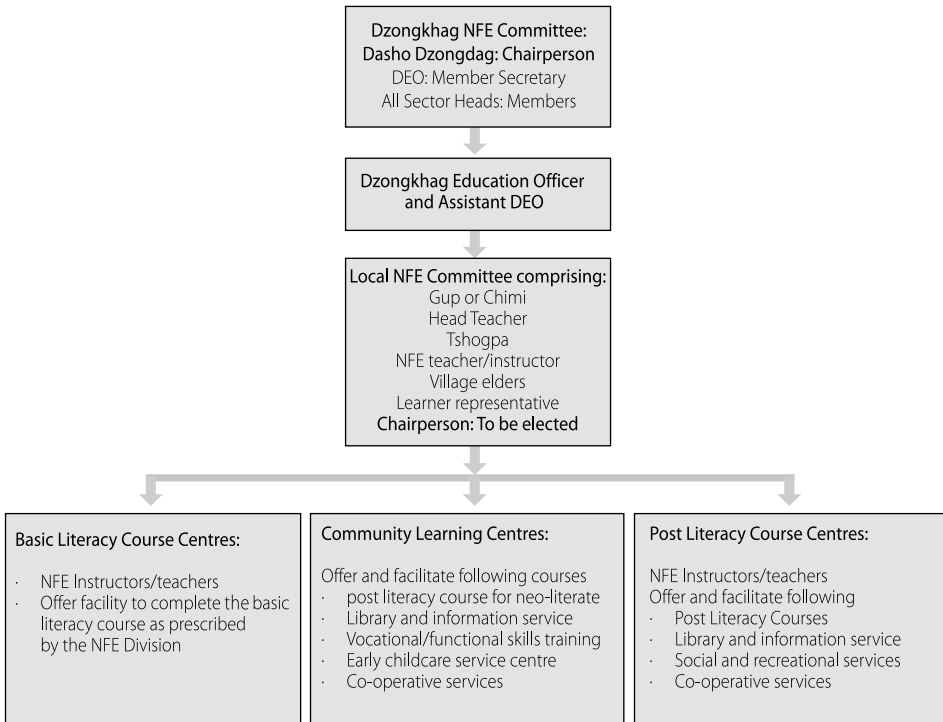 Dzongkhag NFE Committee:
Dasho Dzongdag: Chairperson
DEO: Member Secretary
All Sector Heads: Members
Dzongkhag Education Officer
and Assistant DEO
Local NFE Committee comprising:
Gup or Chimi
Head Teacher
Tshogpa
NFE teacher/instructor
Village elders
Learner representative
Chairperson: To be elected
Basic Literacy Course Centres:
· NFE Instructors/teachers
· Offer facility to complete the basic
literacy course as prescribed
by the NFE Division
Community Learning Centres:
Offer and facilitate following courses
· post literacy course for neo-literate
· Library and information service
· Vocational/functional skills training
· Early childcare service centre
· Co-operative services
Post Literacy Course Centres:
NFE Instructors/teachers
Offer and facilitate following
· Post Literacy Courses
· Library and information service
· Social and recreational services
· Co-operative services